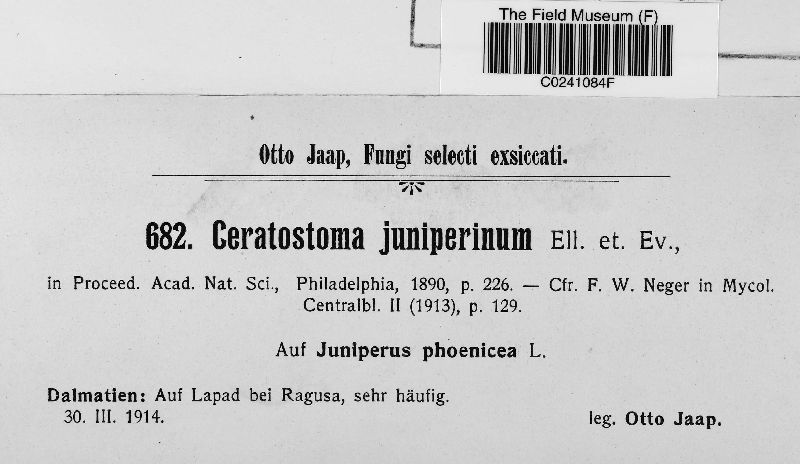 The Field Museum (F)
C0241084F
Otto Jaap, Fungi selecti exsiccati.
682. Ceratostoma juniperinum Ell. et. Ev.,
in Proceed. Acad. Nat. Sci., Philadelphia, 1890, p. 226. — Cfr. F. W. Neger in Mycol.
Centralbl. II (1913), p. 129.
Auf Juniperus phoenicea L.
Dalmatien: Auf Lapad bei Ragusa, sehr häufig.
30. III. 1914.
leg. Otto Jaap.